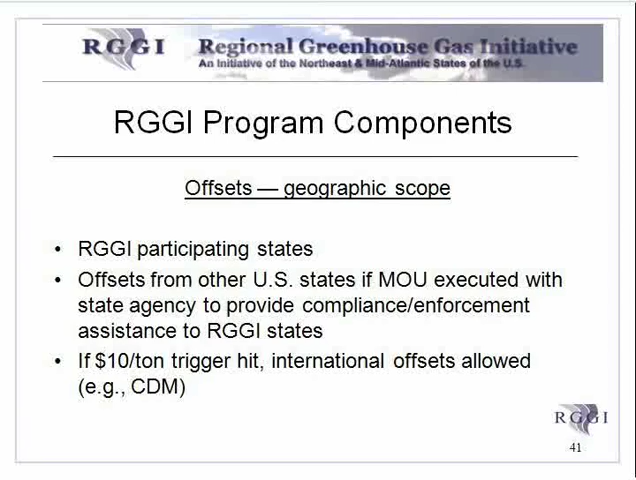 RGGI Regional Greenhouse Gas Initiative
An Initiative of the Northeast & Mid-Atlantic States of the U.S.
RGGI Program Components
Offsets — geographic scope
• RGGI participating states
• Offsets from other U.S. states if MOU executed with
state agency to provide compliance/enforcement
assistance to RGGI states
• If $10/ton trigger hit, international offsets allowed
(e.g., CDM)
RGGI
41